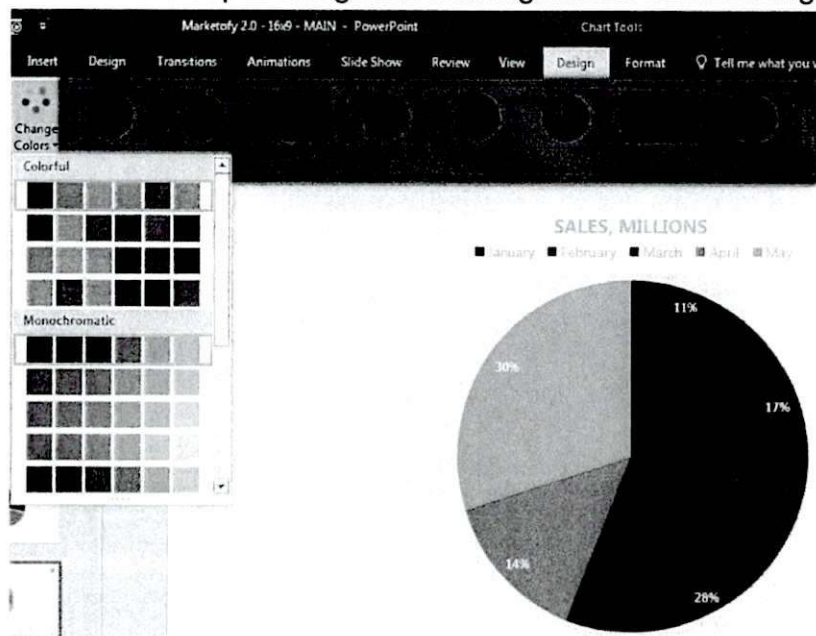 Marketofy 2.0 - 16x9 - MAIN - PowerPoint
Chart Tools
Insert Design Transitions Animations Slide Show Review View Design Format Tell me what you
Change
Colors
Colorful
Monochromatic
SALES, MILLIONS
January February March April May
11%
30%
17%
14%
28%